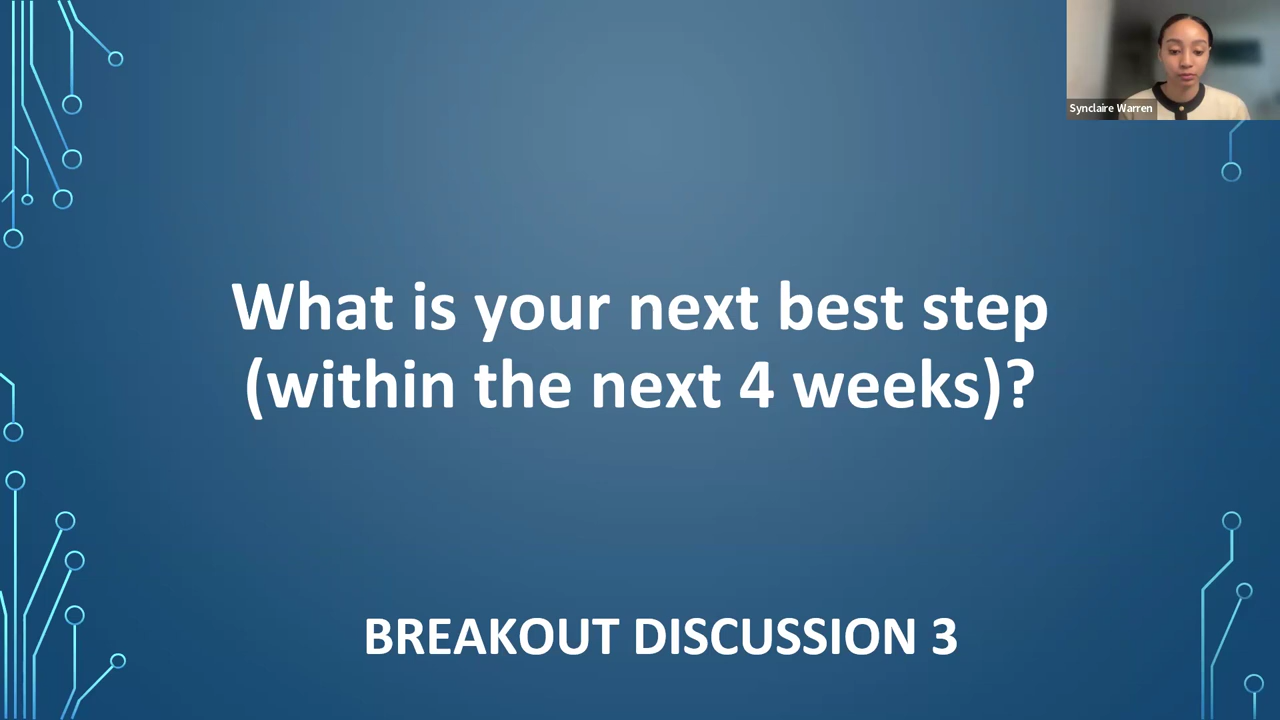 Synclaire Warren
What is your next best step
(within the next 4 weeks)?
BREAKOUT DISCUSSION 3